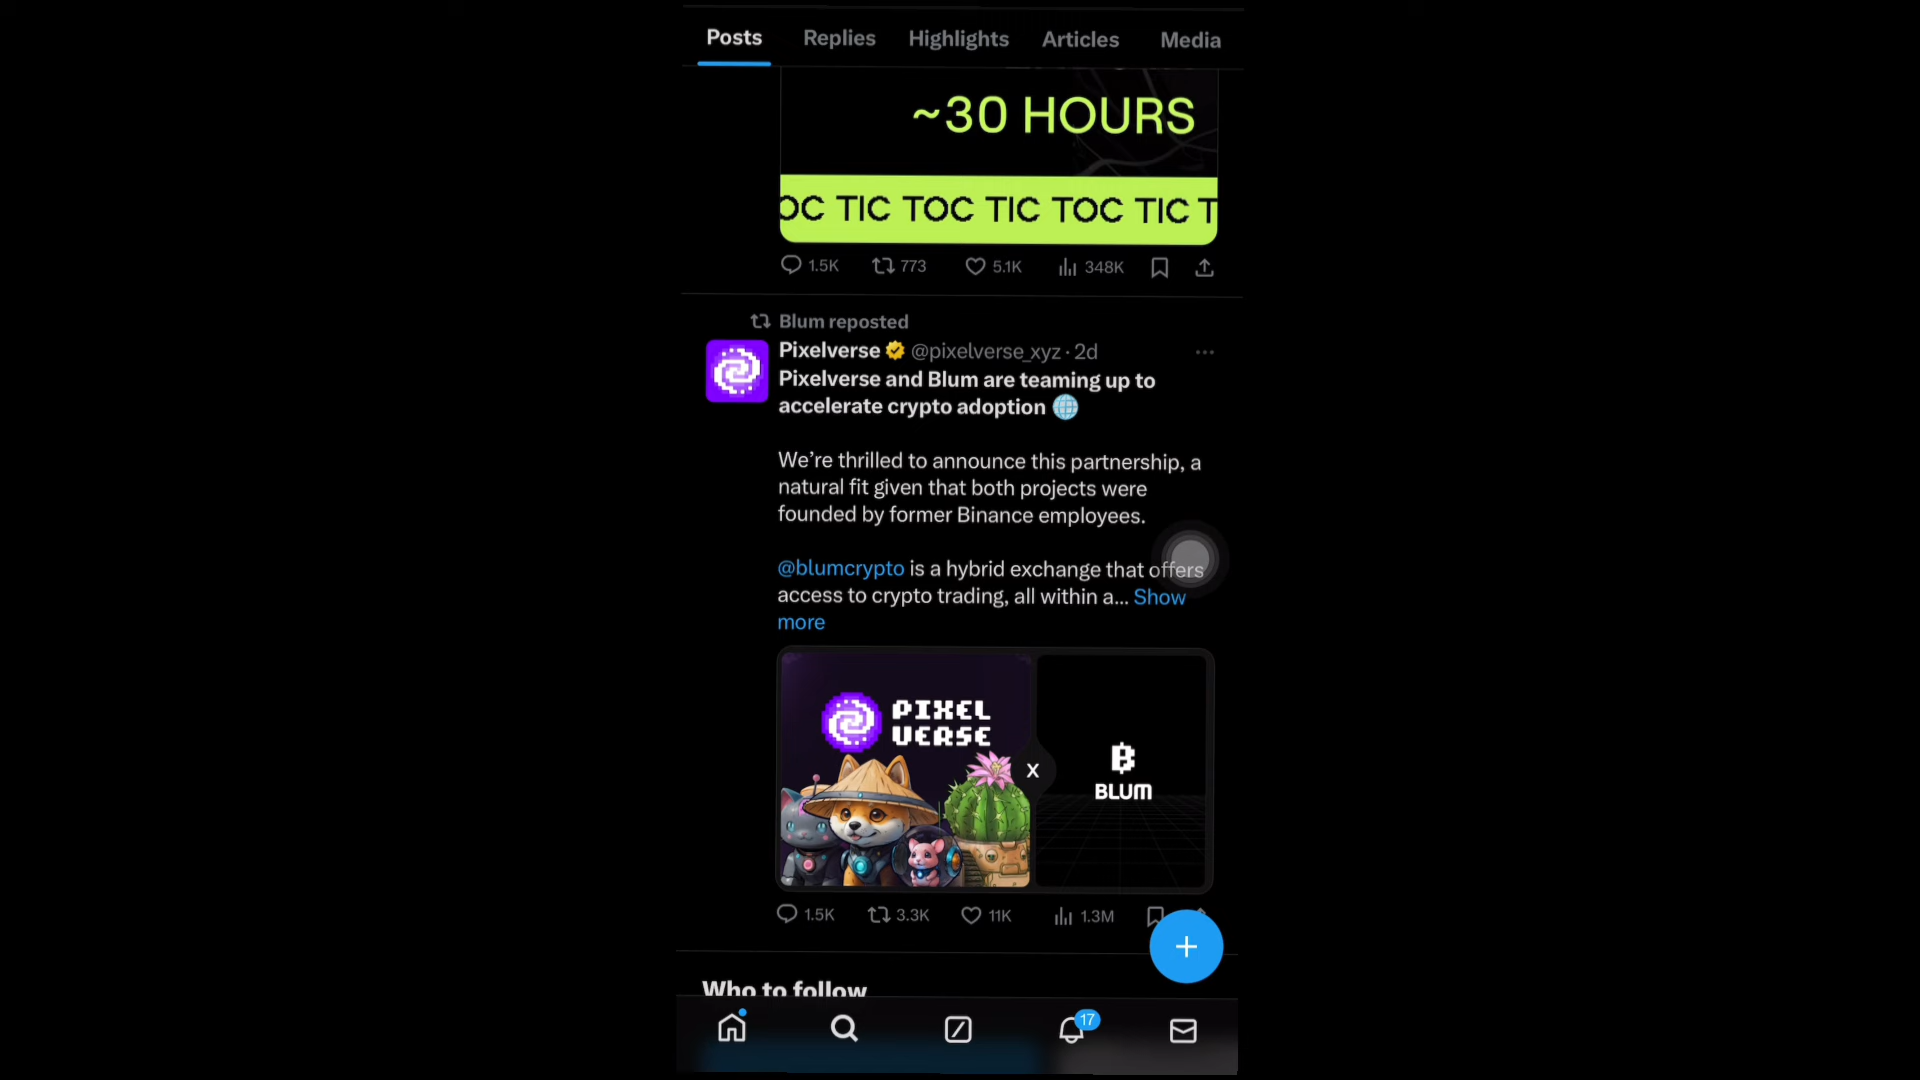 Posts Replies Highlights Articles Media
~30 HOURS
OC TIC TOC TIC TOC TIC T
1.5K 773 5.1K 348K
Blum reposted
Pixelverse @pixelverse_xyz · 2d
Pixelverse and Blum are teaming up to
accelerate crypto adoption
We’re thrilled to announce this partnership, a
natural fit given that both projects were
founded by former Binance employees.
@blumcrypto is a hybrid exchange that offers
access to crypto trading, all within a... Show
more
PIXEL
VERSE
X
BLUM
1.5K 3.3K 11K 1.3M
Who to follow
17